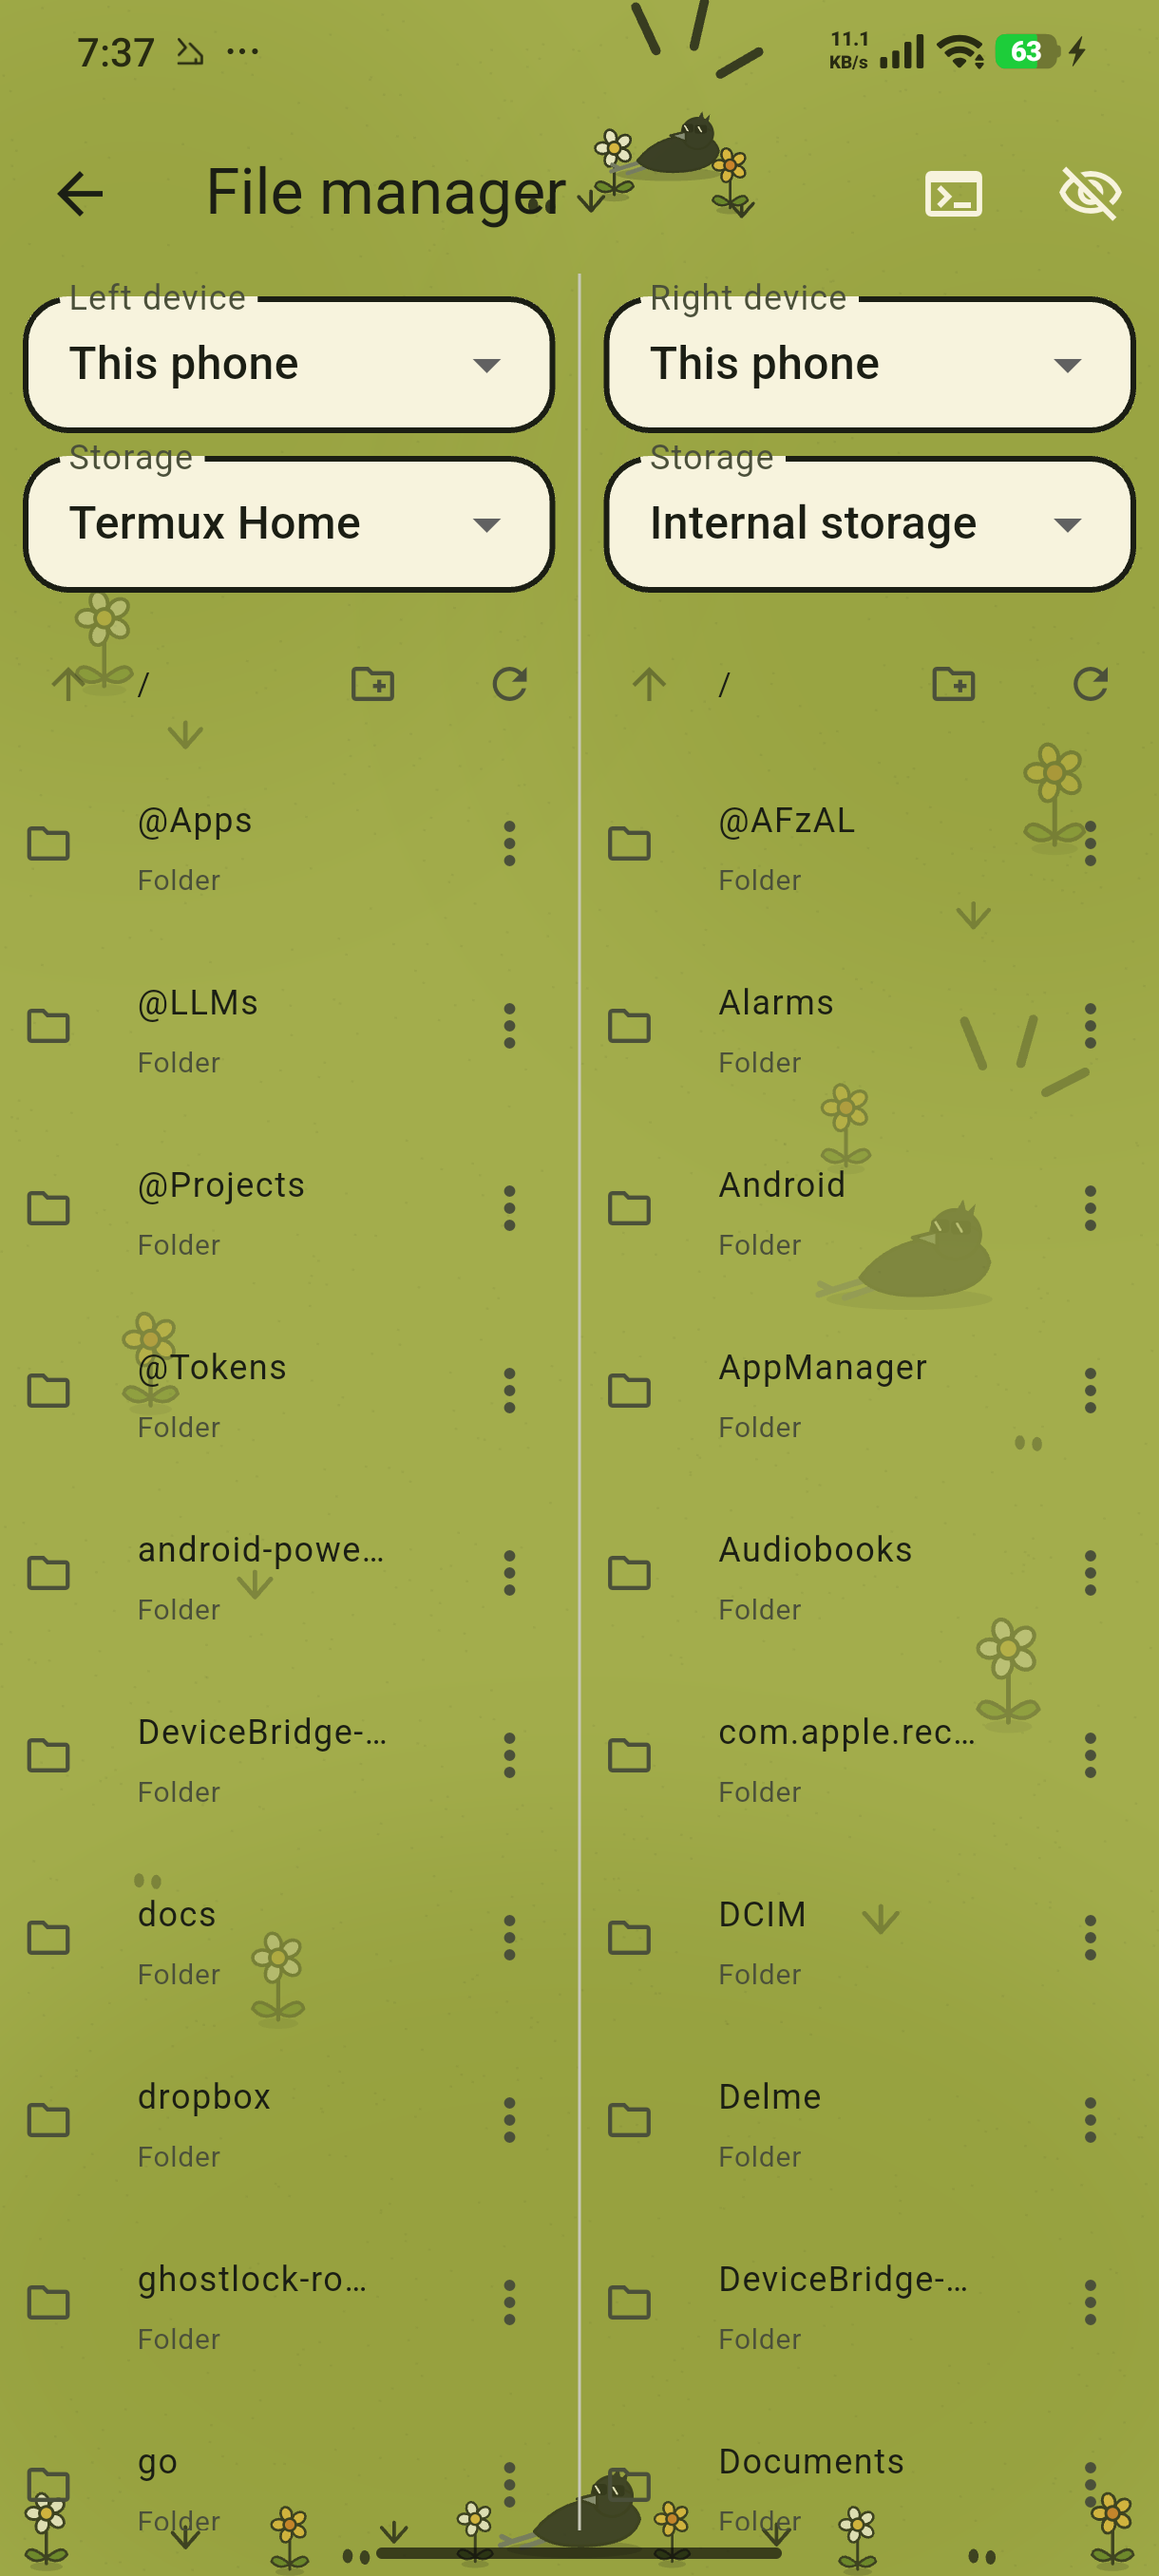 7:37
11.1
KB/s
63
File manager
Left device
This phone
Storage
Termux Home
/
@Apps
Folder
@LLMs
Folder
@Projects
Folder
@Tokens
Folder
android-powe…
Folder
DeviceBridge-…
Folder
docs
Folder
dropbox
Folder
ghostlock-ro…
Folder
go
Folder
Right device
This phone
Storage
Internal storage
/
@AFzAL
Folder
Alarms
Folder
Android
Folder
AppManager
Folder
Audiobooks
Folder
com.apple.rec…
Folder
DCIM
Folder
Delme
Folder
DeviceBridge-…
Folder
Documents
Folder